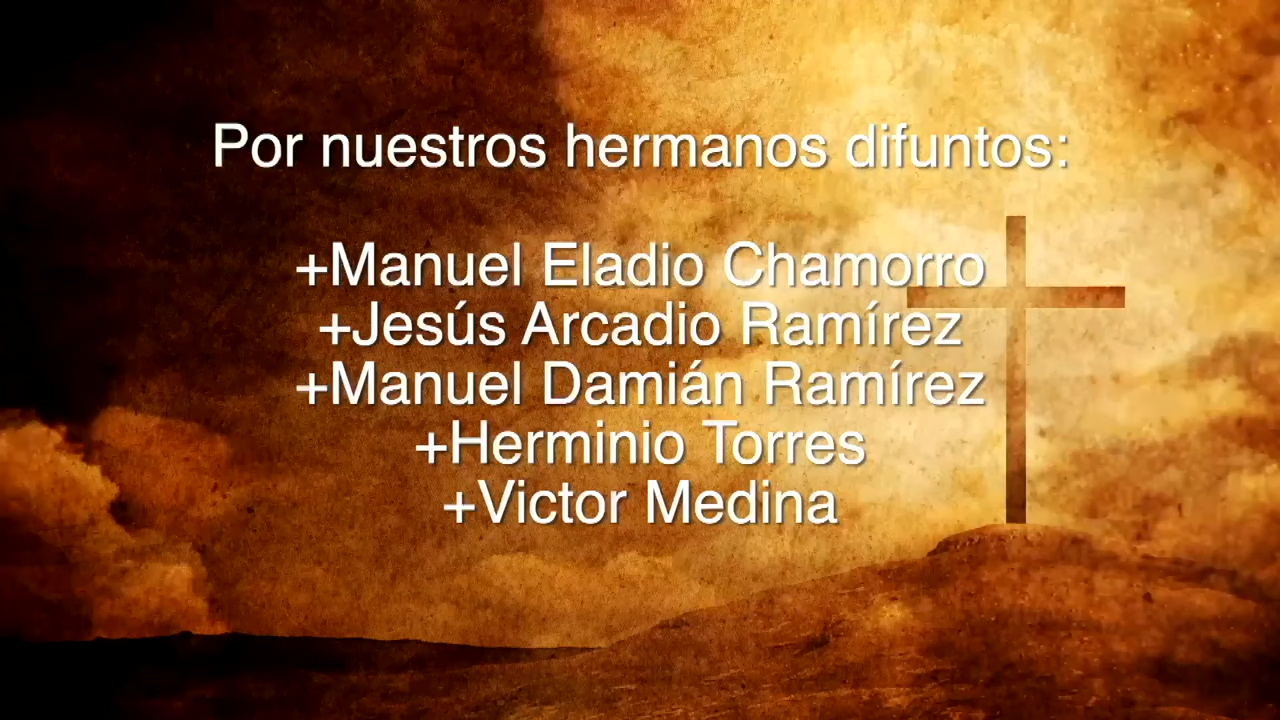 Por nuestros hermanos difuntos:
+Manuel Eladio Chamorro
+Jesús Arcadio Ramírez
+Manuel Damián Ramírez
+Herminio Torres
+Victor Medina